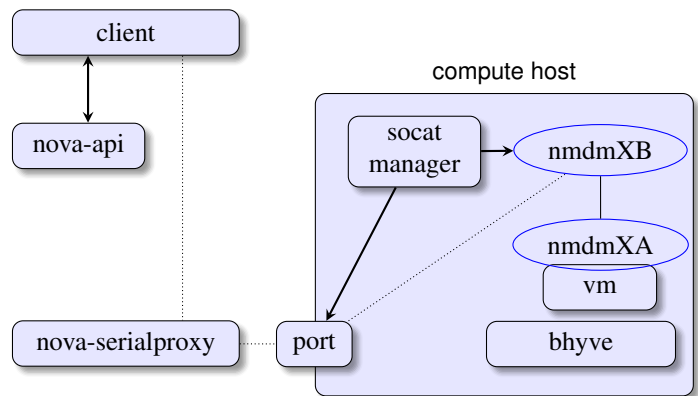 client
compute host
nova-api
socat
manager
nmdmXB
nmdmXA
vm
nova-serialproxy
port
bhyve